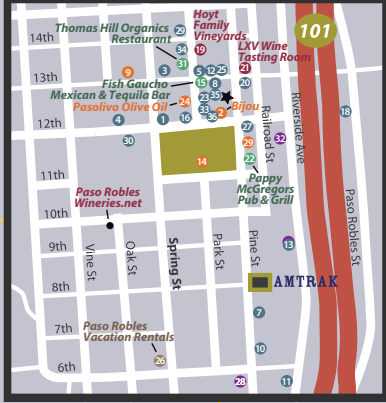 Hoyt
Family
Vineyards
Thomas Hill Organics
Restaurant
29
101
14th
34
19
LXV Wine
Tasting Room
31
9
3
5
12
25
21
13th
15
8
20
Fish Gaucho
Mexican & Tequila Bar
24
23
35
Pasolivo Olive Oil
33
2
Bijou
18
12th
4
1
16
36
27
Railroad St
Riverside Ave
32
30
29
14
22
11th
Pappy
McGregors
Pub & Grill
Paso Robles
Wineries.net
Paso Robles St
10th
9th
Vine St
Oak St
Spring St
Park St
Pine St
13
8th
AMTRAK
7
7th
Paso Robles
Vacation Rentals
10
26
6th
28
11